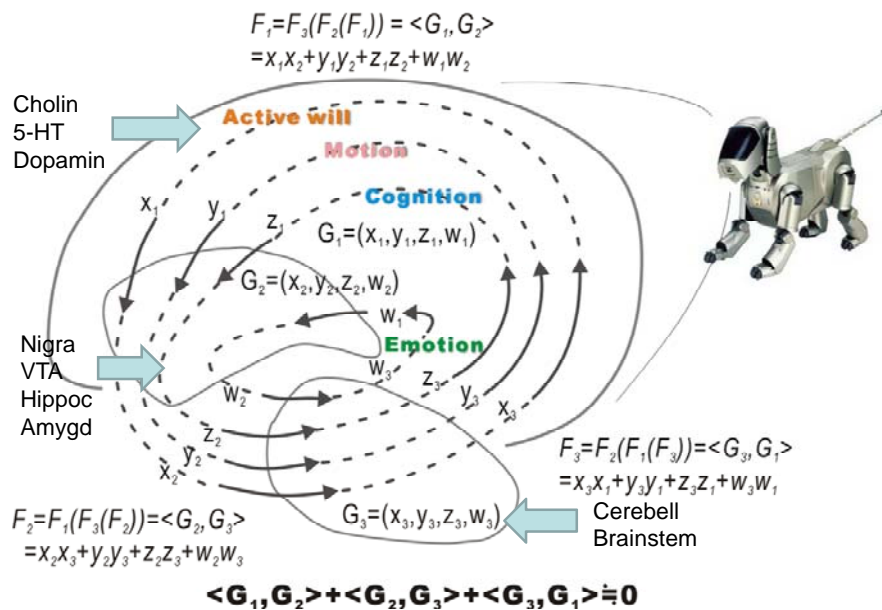 F₁=F₃(F₂(F₁)) = <G₁,G₂>
=x₁x₂+y₁y₂+z₁z₂+w₁w₂
Cholin
5-HT
Dopamin
Active will
Motion
Cognition
x₁
y₁
z₁
G₁=(x₁,y₁,z₁,w₁)
G₂=(x₂,y₂,z₂,w₂)
w₁
Emotion
Nigra
VTA
Hippoc
Amygd
w₂
w₃
z₃
y₃
x₃
z₂
y₂
x₂
F₃=F₂(F₁(F₃))=<G₃,G₁>
=x₃x₁+y₃y₁+z₃z₁+w₃w₁
G₃=(x₃,y₃,z₃,w₃)
Cerebell
Brainstem
F₂=F₁(F₃(F₂))=<G₂,G₃>
=x₂x₃+y₂y₃+z₂z₃+w₂w₃
<G₁,G₂>+<G₂,G₃>+<G₃,G₁>≒0